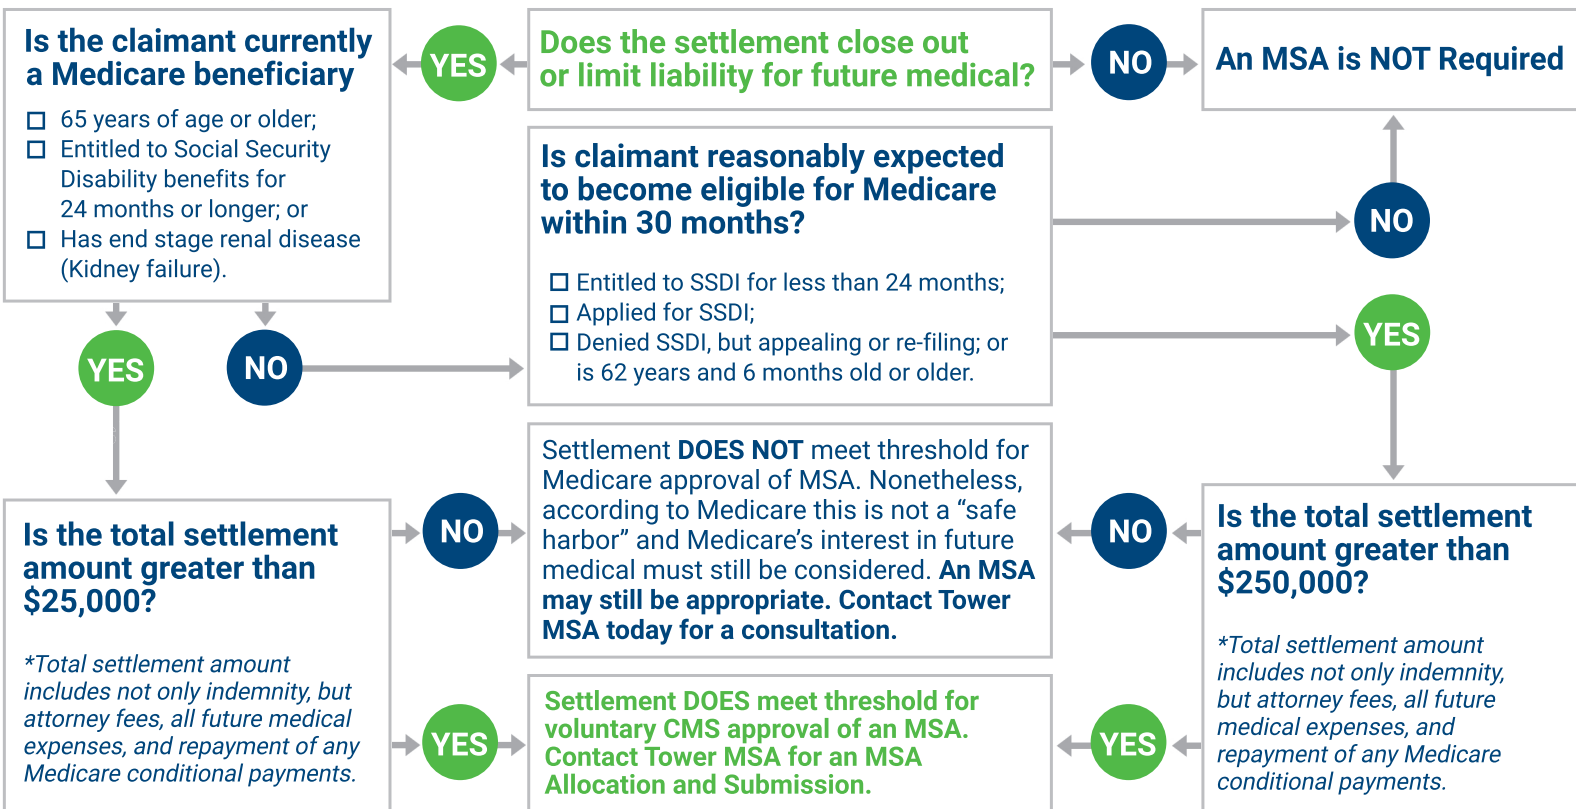 Is the claimant currently
a Medicare beneficiary
65 years of age or older;
Entitled to Social Security
Disability benefits for
24 months or longer; or
Has end stage renal disease
(Kidney failure).
YES
Does the settlement close out
or limit liability for future medical?
NO
An MSA is NOT Required
Is claimant reasonably expected
to become eligible for Medicare
within 30 months?
Entitled to SSDI for less than 24 months;
Applied for SSDI;
Denied SSDI, but appealing or re-filing; or
is 62 years and 6 months old or older.
NO
YES
YES
NO
Is the total settlement
amount greater than
$25,000?
*Total settlement amount
includes not only indemnity, but
attorney fees, all future medical
expenses, and repayment of any
Medicare conditional payments.
NO
YES
Settlement DOES NOT meet threshold for
Medicare approval of MSA. Nonetheless,
according to Medicare this is not a “safe
harbor” and Medicare’s interest in future
medical must still be considered. An MSA
may still be appropriate. Contact Tower
MSA today for a consultation.
Settlement DOES meet threshold for
voluntary CMS approval of an MSA.
Contact Tower MSA for an MSA
Allocation and Submission.
NO
YES
Is the total settlement
amount greater than
$250,000?
*Total settlement amount
includes not only indemnity,
but attorney fees, all future
medical expenses, and
repayment of any Medicare
conditional payments.